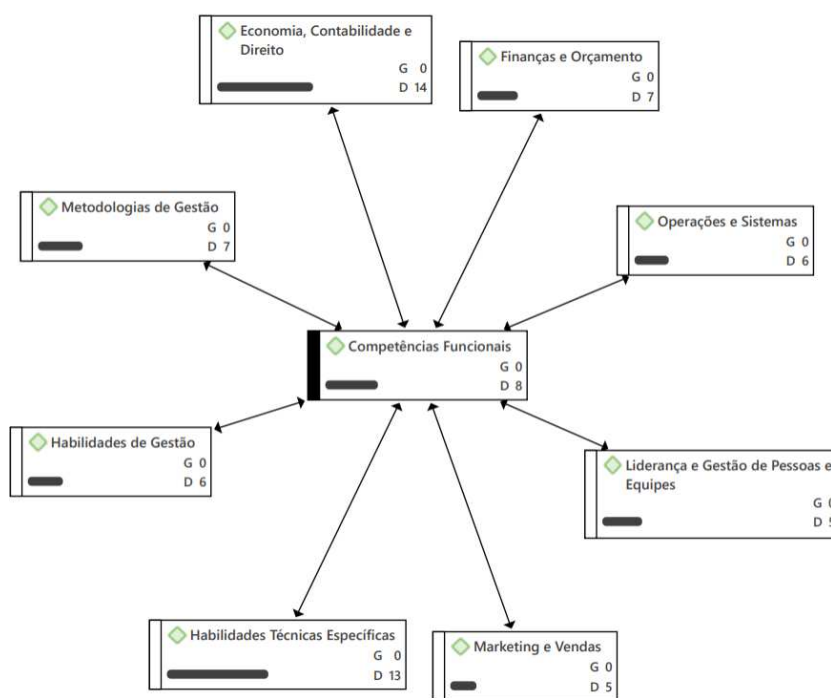 Economia, Contabilidade e
Direito
G 0
D 14
Finanças e Orçamento
G 0
D 7
Metodologias de Gestão
G 0
D 7
Operações e Sistemas
G 0
D 6
Competências Funcionais
G 0
D 8
Habilidades de Gestão
G 0
D 6
Liderança e Gestão de Pessoas e
Equipes
G 0
D 5
Habilidades Técnicas Específicas
G 0
D 13
Marketing e Vendas
G 0
D 5